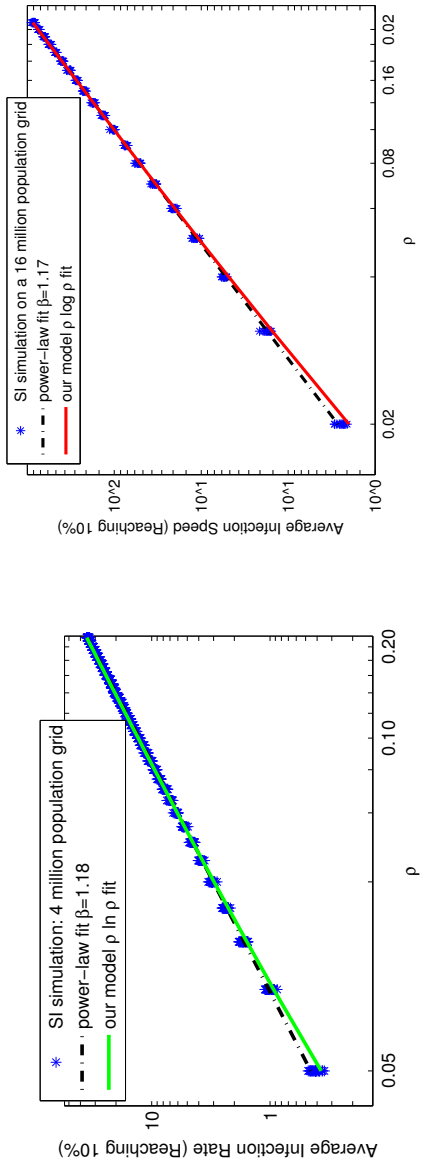 SI simulation: 4 million population grid
power−law fit β=1.18
our model ρ ln ρ fit
Average Infection Rate (Reaching 10%)
10
1
0.05
0.10
0.20
ρ
SI simulation on a 16 million population grid
power−law fit β=1.17
our model ρ log ρ fit
Average Infection Speed (Reaching 10%)
10^2
10^1
10^1
10^0
0.02
0.08
0.16
0.02
ρ